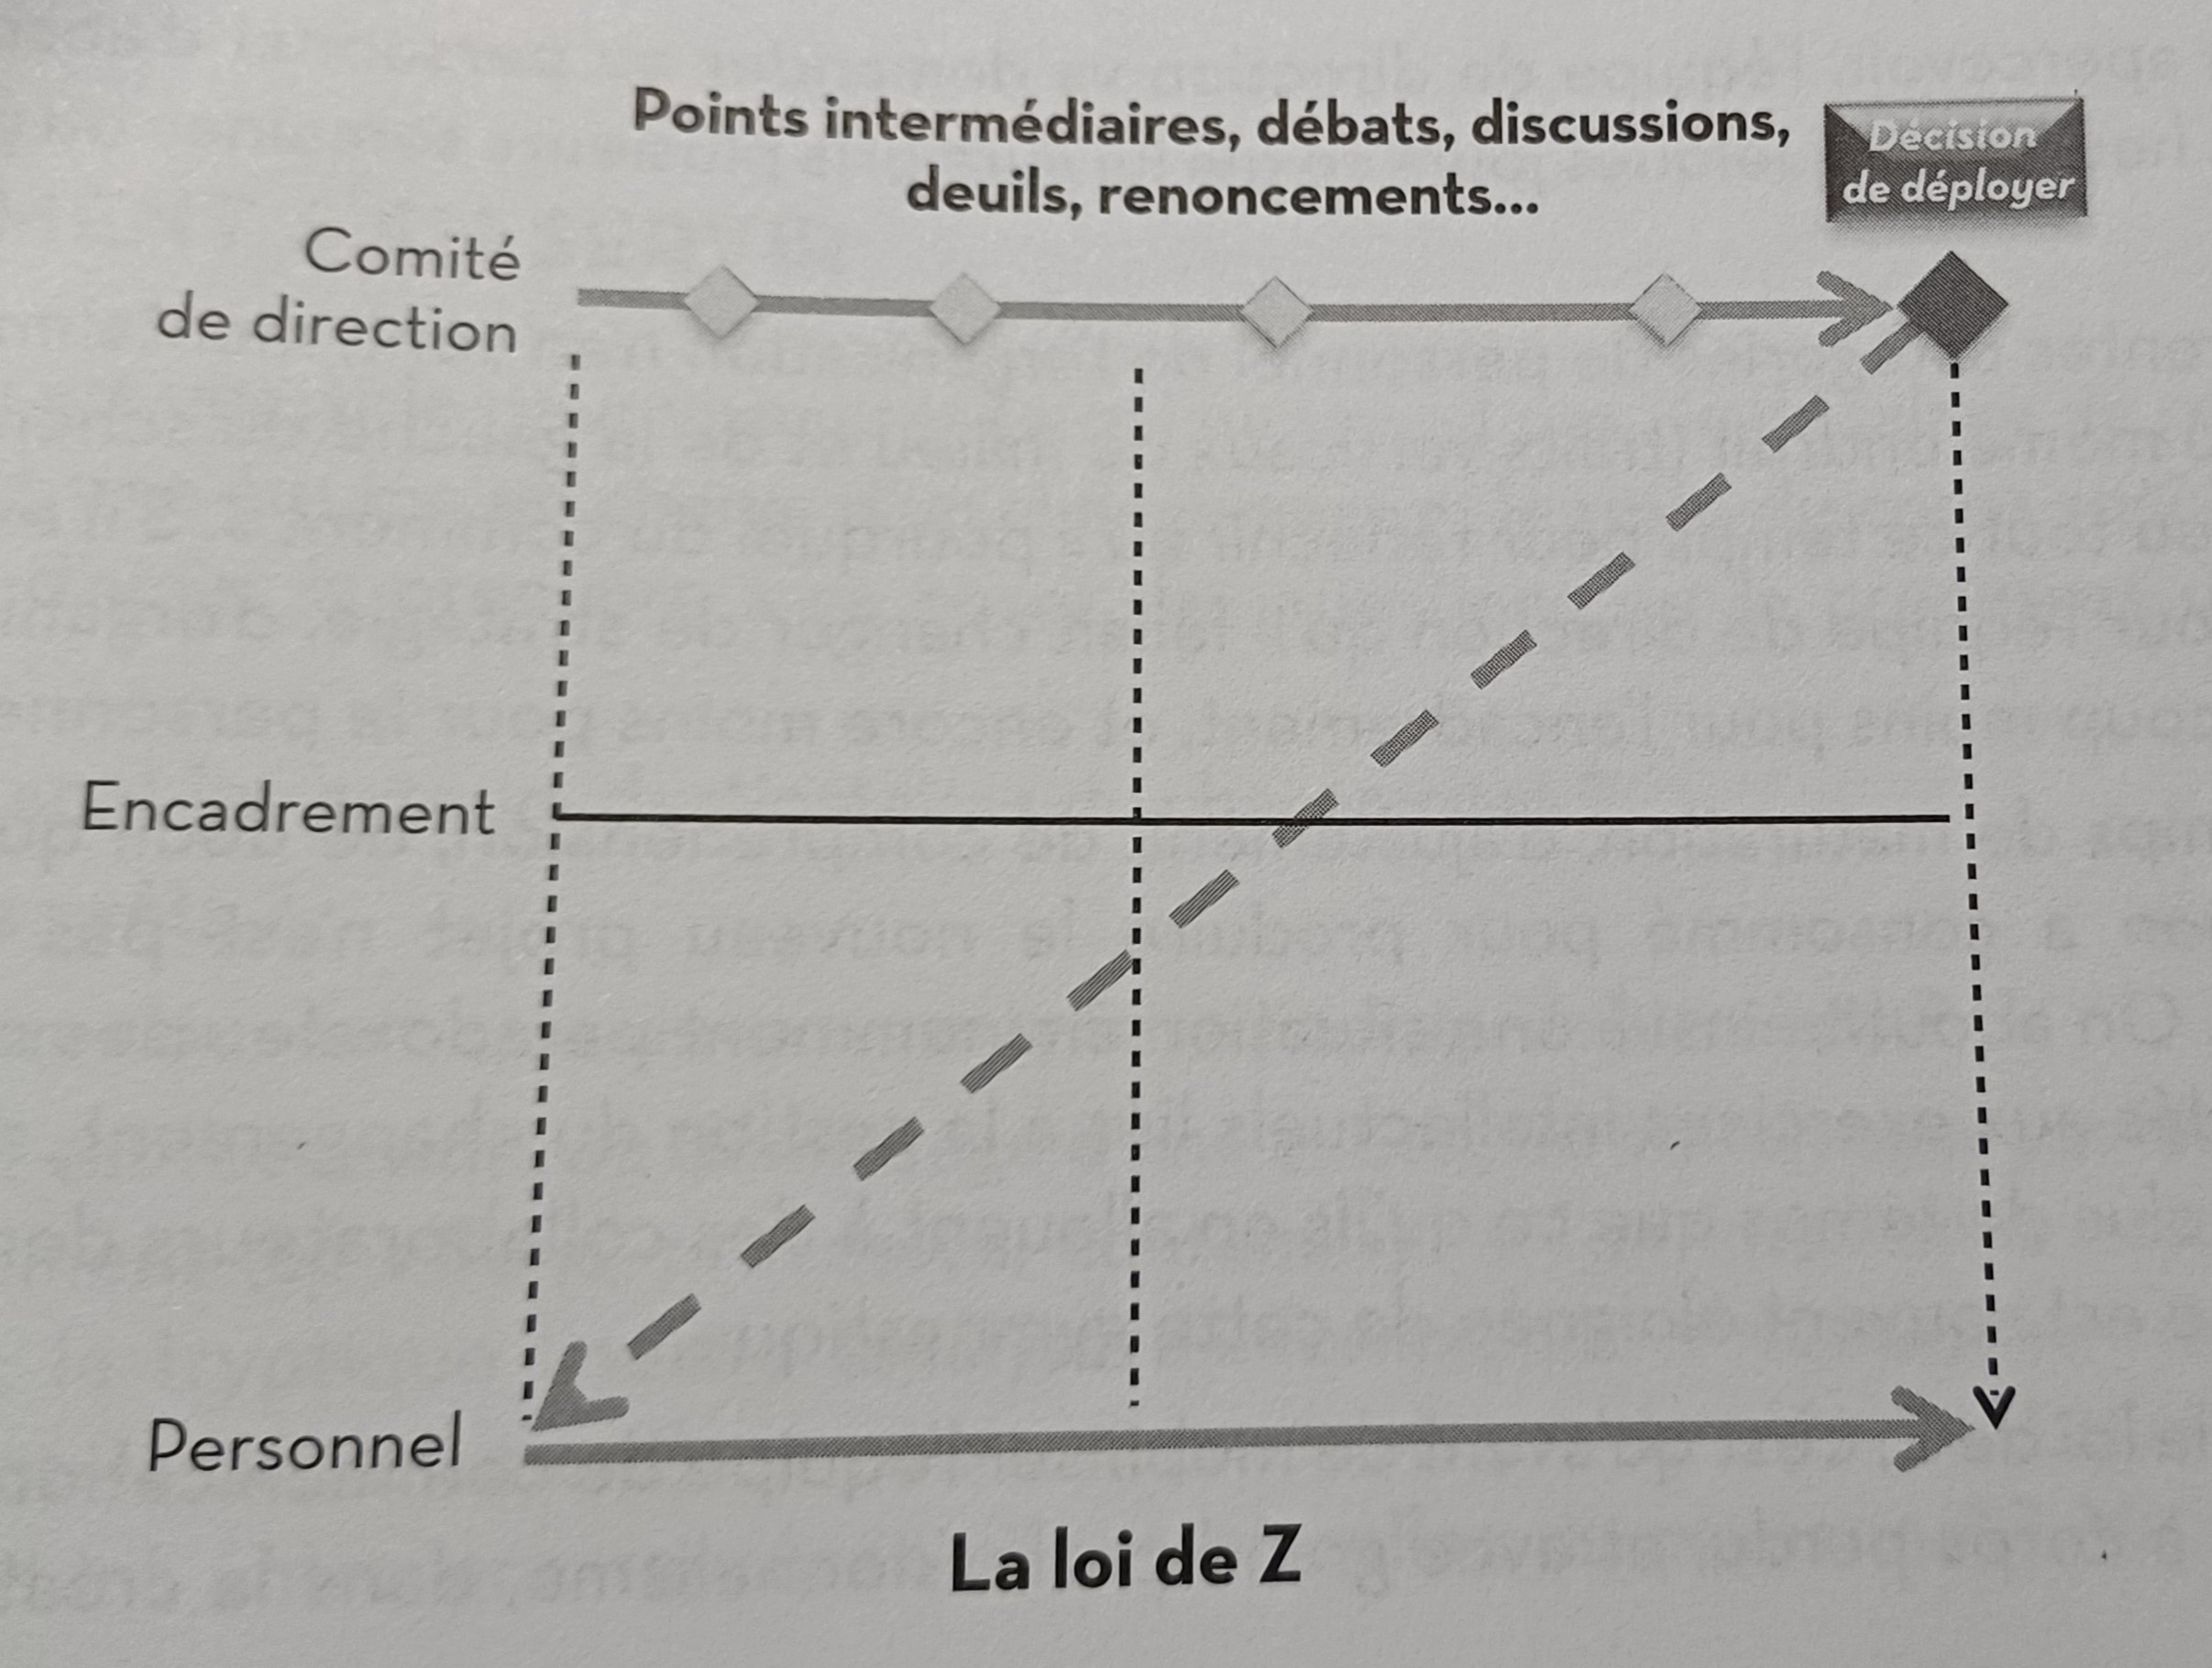 Points intermédiaires, débats, discussions,
deuils, renoncements...
Décision
de déployer
Comité
de direction
Encadrement
Personnel
La loi de Z